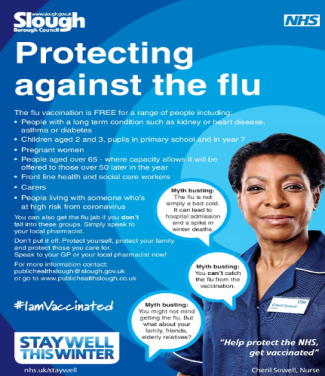 www.slough.gov.uk
Slough
Borough Council
NHS
Protecting
against the flu
The flu vaccination is FREE for a range of people including:
• People with a long term condition such as kidney or heart disease,
asthma or diabetes
• Children aged 2 and 3, pupils in primary school and in year 7
• Pregnant women
• People aged over 65 - where capacity allows it will be
offered to those over 50 later in the year
• Front line health and social care workers
• Carers
• People living with someone who's
at high risk from coronavirus
You can also get the flu jab if you don't
fall into these groups. Simply speak to
your local pharmacist.
Don't put it off. Protect yourself, protect your family
and protect those you care for.
Speak to your GP or your local pharmacist now!
For more information contact:
publichealthslough@slough.gov.uk
or go to www.publichealthslough.co.uk
Myth busting:
The flu is not
simply a bad cold.
It can lead to
hospital admission
and a spike in
winter deaths.
Myth busting:
You can't catch
the flu from the
vaccination.
Myth busting:
You might not mind
getting the flu. But
what about your
family, friends,
elderly relatives?
#IamVaccinated
STAY WELL
THIS WINTER
nhs.uk/staywell
Cheril Sowell
"Help protect the NHS,
get vaccinated"
Cheril Sowell, Nurse